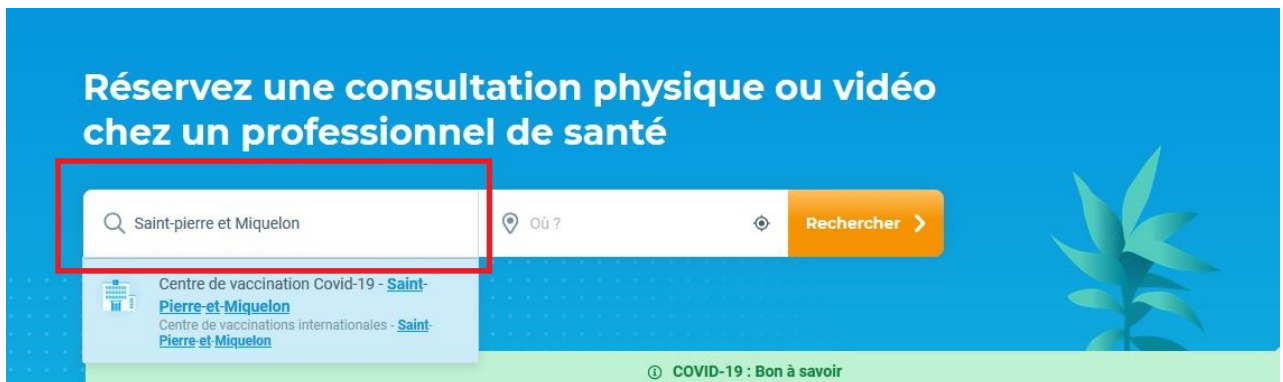 Réservez une consultation physique ou vidéo
chez un professionnel de santé
Saint-pierre et Miquelon
Où ?
Rechercher
Centre de vaccination Covid-19 - Saint-
Pierre-et-Miquelon
Centre de vaccinations internationales - Saint-
Pierre-et-Miquelon
COVID-19 : Bon à savoir